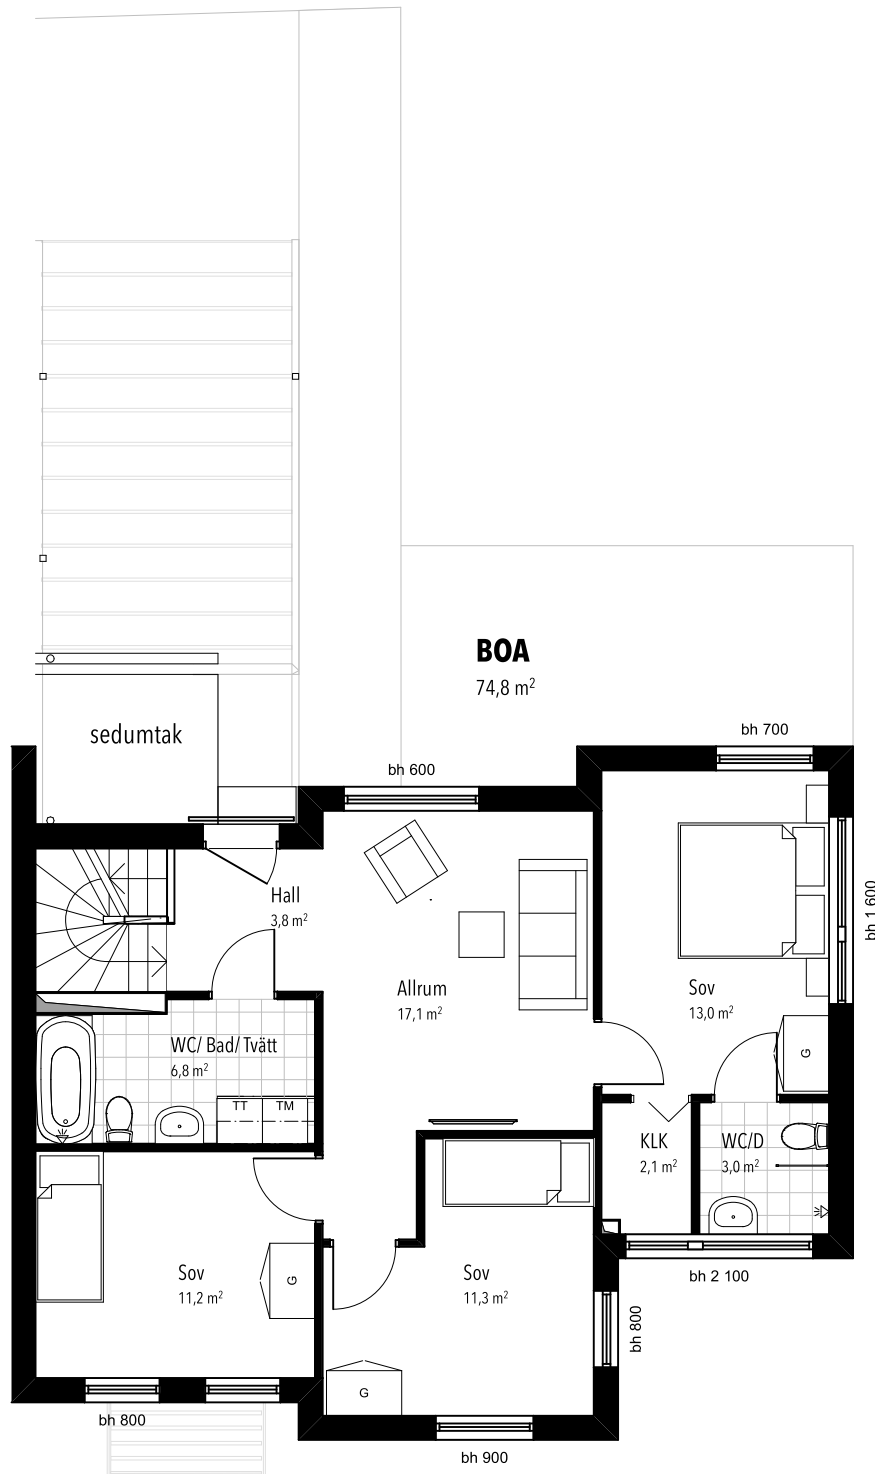 BOA
74,8 m²
sedumtak
bh 700
bh 600
bh 1 600
Hall
3,8 m²
Allrum
17,1 m²
Sov
13,0 m²
G
WC/ Bad/ Tvätt
6,8 m²
TT
TM
KLK
2,1 m²
WC/D
3,0 m²
Sov
11,2 m²
G
Sov
11,3 m²
G
bh 2 100
bh 800
bh 800
bh 900